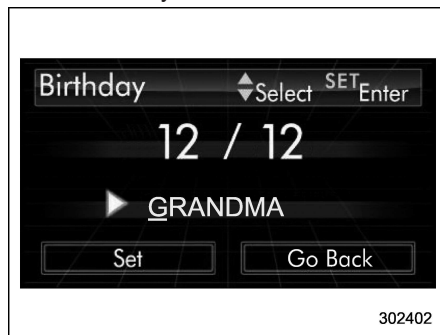 Birthday Select SET Enter
12 / 12
GRANDMA
Set Go Back
302402